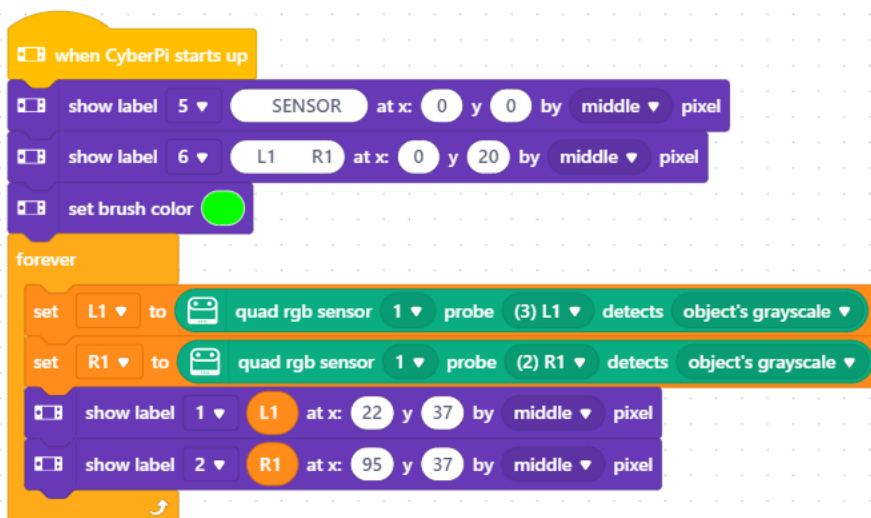 when CyberPi starts up
show label 5 SENSOR at x: 0 y 0 by middle pixel
show label 6 L1 R1 at x: 0 y 20 by middle pixel
set brush color
forever
set L1 to quad rgb sensor 1 probe (3) L1 detects object's grayscale
set R1 to quad rgb sensor 1 probe (2) R1 detects object's grayscale
show label 1 L1 at x: 22 y 37 by middle pixel
show label 2 R1 at x: 95 y 37 by middle pixel